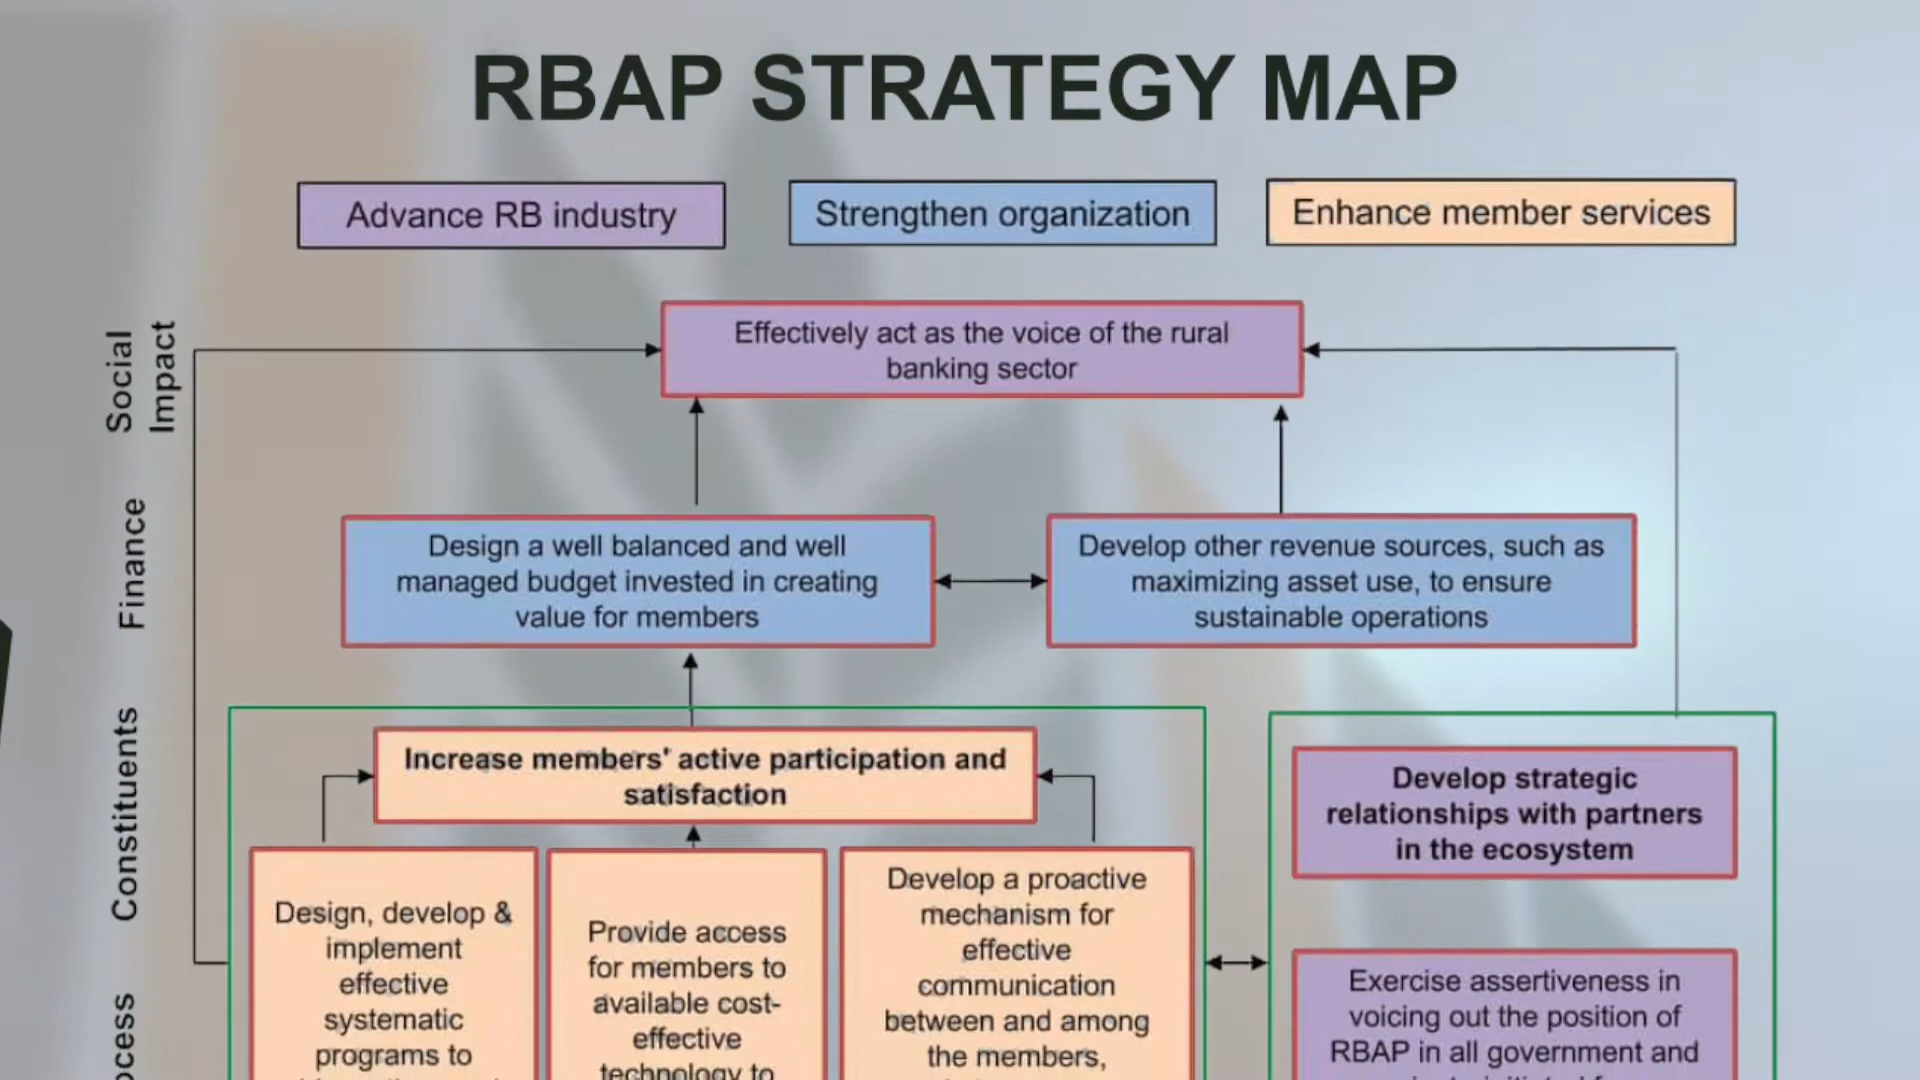 RBAP STRATEGY MAP
Advance RB industry
Strengthen organization
Enhance member services
Social
Impact
Effectively act as the voice of the rural
banking sector
Finance
Design a well balanced and well
managed budget invested in creating
value for members
Develop other revenue sources, such as
maximizing asset use, to ensure
sustainable operations
Constituents
Increase members' active participation and
satisfaction
Develop strategic
relationships with partners
in the ecosystem
Design, develop &
implement
effective
systematic
programs to
Provide access
for members to
available cost-
effective
technology to
Develop a proactive
mechanism for
effective
communication
between and among
the members,
Exercise assertiveness in
voicing out the position of
RBAP in all government and